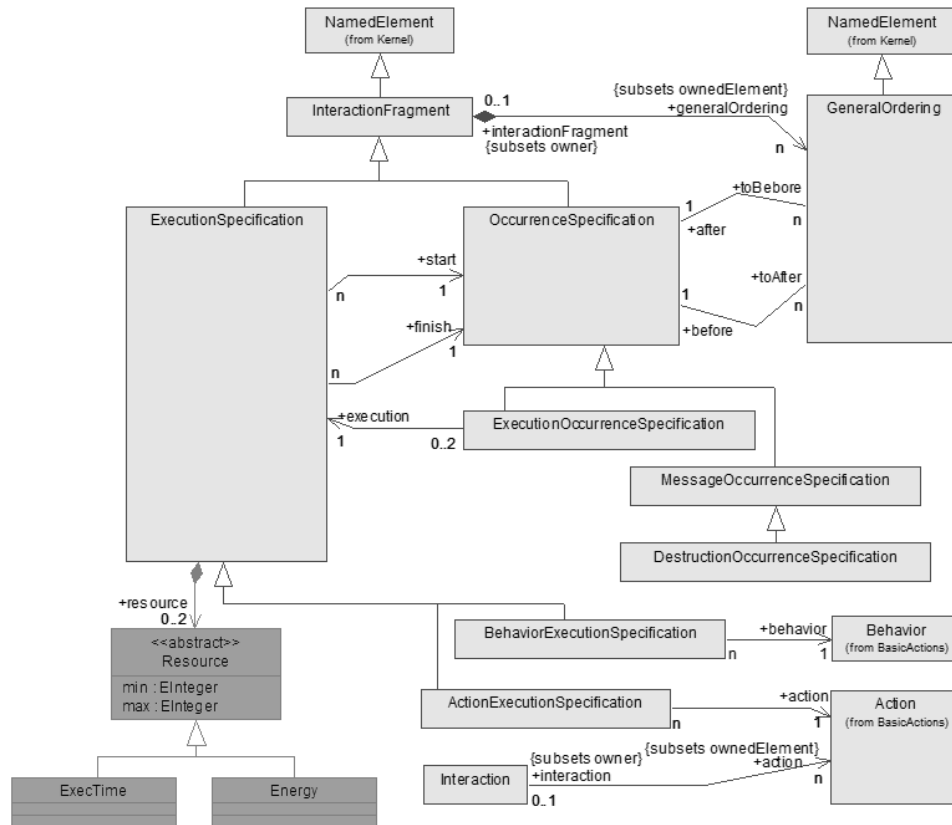 NamedElement
(from Kernel)
NamedElement
(from Kernel)
InteractionFragment
0..1
+interactionFragment
{subsets owner}
{subsets ownedElement}
+generalOrdering
n
GeneralOrdering
ExecutionSpecification
OccurrenceSpecification
1
+after
+toBebore
n
+start
n
1
+toAfter
1
n
+before
+finish
1
n
+execution
1
0..2
ExecutionOccurrenceSpecification
MessageOccurrenceSpecification
DestructionOccurrenceSpecification
+resource
0..2
<<abstract>>
Resource
min : EInteger
max : EInteger
ExecTime
Energy
BehaviorExecutionSpecification
+behavior
n
1
Behavior
(from BasicActions)
ActionExecutionSpecification
+action
n
1
Action
(from BasicActions)
Interaction
{subsets owner}
+interaction
0..1
{subsets ownedElement}
+action
n